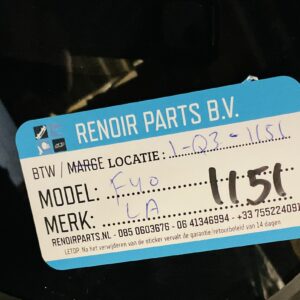 RENOIR PARTS B.V.
BTW / MARGE LOCATIE: 1-Q3-1151
MODEL: F40 1151
MERK: LA
RENOIRPARTS.NL - 085 0603676 - 06 41346994 - +33 755224091
LETOP: Na het verwijderen van de sticker vervalt de garantie/retourbeleid van 14 dagen